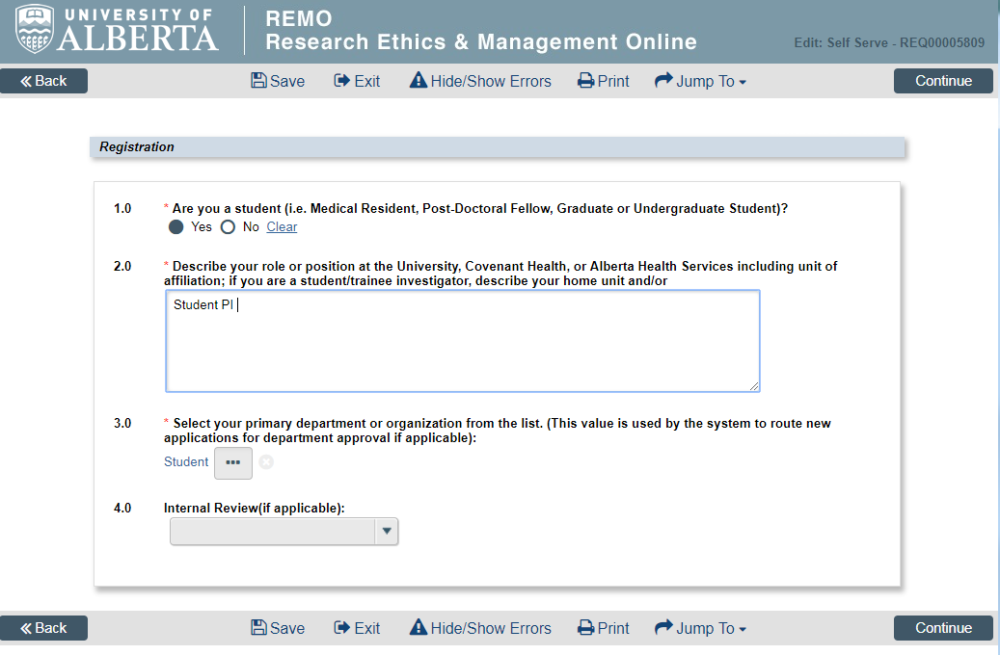 UNIVERSITY OF
ALBERTA
REMO
Research Ethics & Management Online
Edit: Self Serve - REQ00005809
Back Save Exit Hide/Show Errors Print Jump To Continue
Registration
1.0 * Are you a student (i.e. Medical Resident, Post-Doctoral Fellow, Graduate or Undergraduate Student)?
Yes No Clear
2.0 * Describe your role or position at the University, Covenant Health, or Alberta Health Services including unit of
affiliation; if you are a student/trainee investigator, describe your home unit and/or
Student PI
3.0 * Select your primary department or organization from the list. (This value is used by the system to route new
applications for department approval if applicable):
Student ...
4.0 Internal Review(if applicable):
Back Save Exit Hide/Show Errors Print Jump To Continue